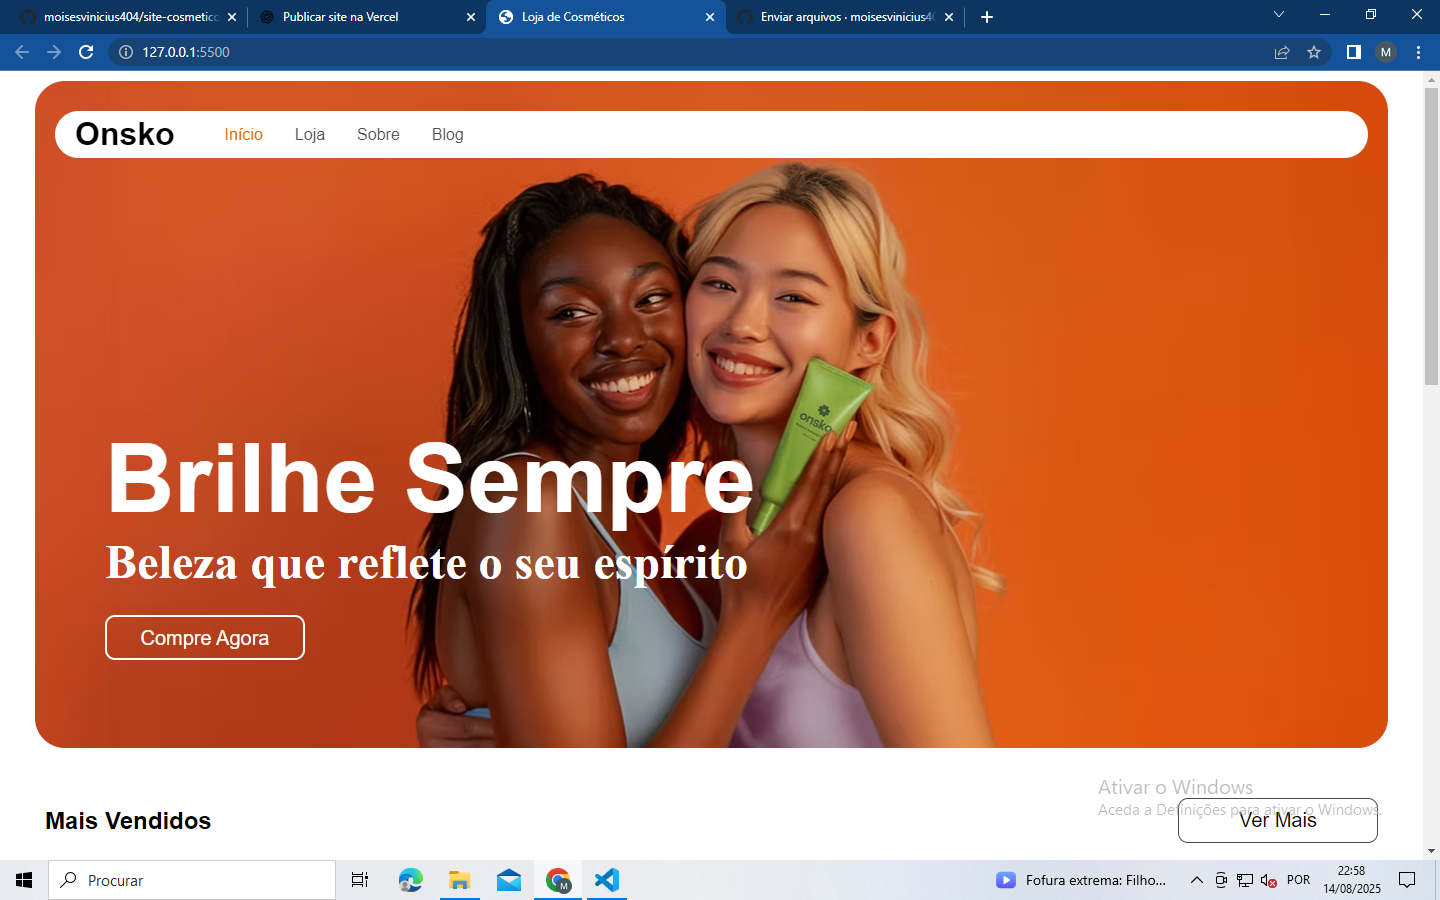 moisesvinicius404/site-cosmetico
Publicar site na Vercel
Loja de Cosméticos
Enviar arquivos · moisesvinicius40
127.0.0.1:5500
M
Onsko
Início
Loja
Sobre
Blog
onsko
Brilhe Sempre
Beleza que reflete o seu espírito
Compre Agora
Mais Vendidos
Ver Mais
Ativar o Windows
Aceda a Definições para ativar o Windows.
Procurar
M
Fofura extrema: Filho...
POR
22:58
14/08/2025